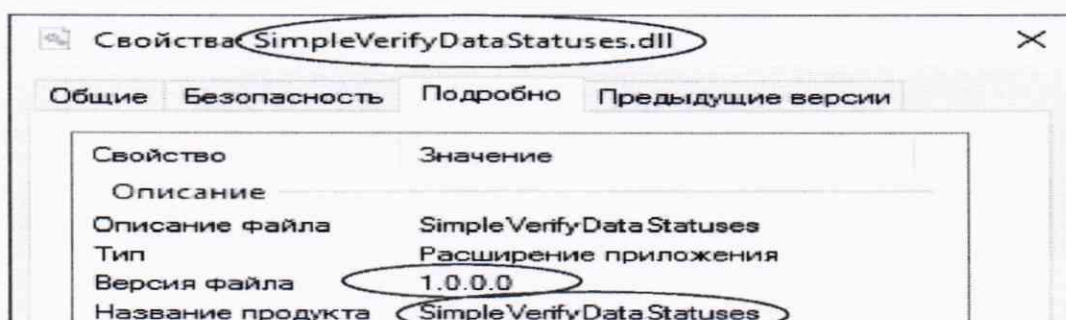 Свойства SimpleVerifyDataStatuses.dll
Общие Безопасность Подробно Предыдущие версии
Свойство Значение
Описание
Описание файла SimpleVerifyDataStatuses
Тип Расширение приложения
Версия файла 1.0.0.0
Название продукта SimpleVerifyDataStatuses